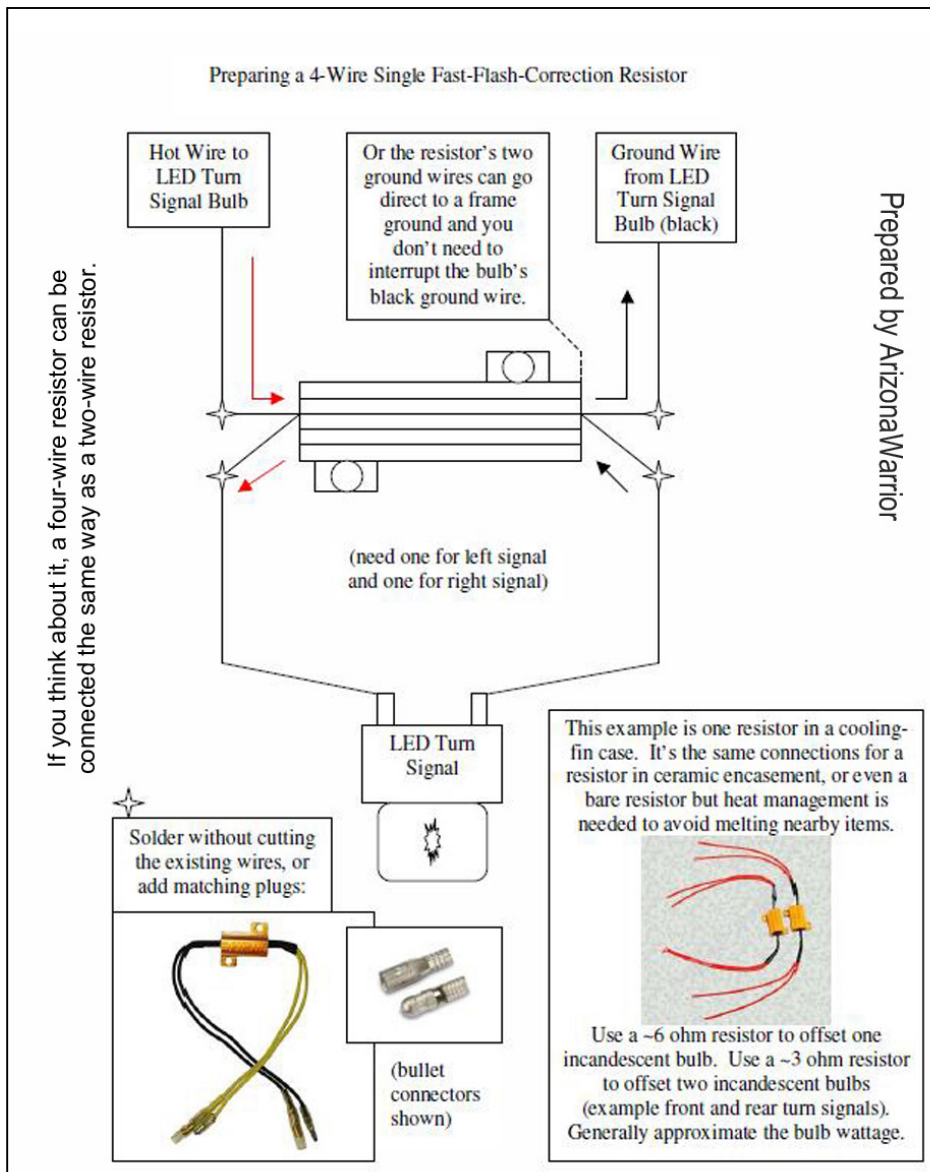 Preparing a 4-Wire Single Fast-Flash-Correction Resistor
Hot Wire to
LED Turn
Signal Bulb
Or the resistor's two
ground wires can go
direct to a frame
ground and you
don't need to
interrupt the bulb's
black ground wire.
Ground Wire
from LED
Turn Signal
Bulb (black)
Prepared by ArizonaWarrior
If you think about it, a four-wire resistor can be
connected the same way as a two-wire resistor.
(need one for left signal
and one for right signal)
LED Turn
Signal
Solder without cutting
the existing wires, or
add matching plugs:
(bullet
connectors
shown)
This example is one resistor in a cooling-
fin case. It's the same connections for a
resistor in ceramic encasement, or even a
bare resistor but heat management is
needed to avoid melting nearby items.
Use a ~6 ohm resistor to offset one
incandescent bulb. Use a ~3 ohm resistor
to offset two incandescent bulbs
(example front and rear turn signals).
Generally approximate the bulb wattage.